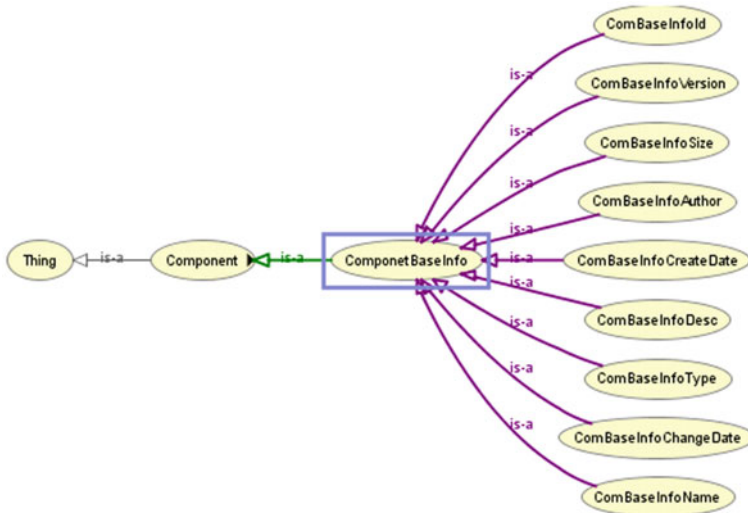 ComBaseInfoId
is-a
ComBaseInfoVersion
is-a
ComBaseInfoSize
is-a
ComBaseInfoAuthor
is-a
Thing
is-a
Component
is-a
ComponetBaseInfo
is-a
ComBaseInfoCreateDate
is-a
ComBaseInfoDesc
is-a
ComBaseInfoType
is-a
ComBaseInfoChangeDate
is-a
ComBaseInfoName